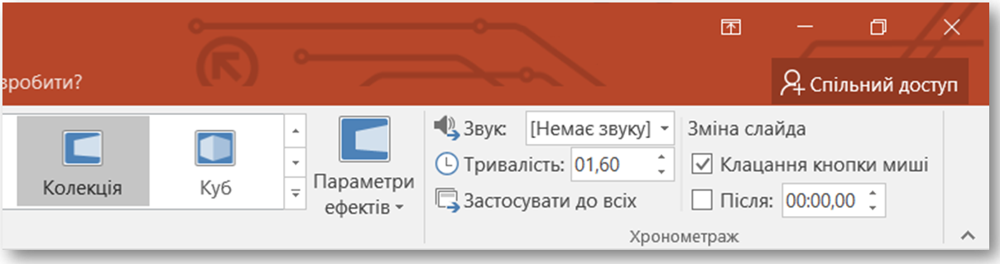 зробити?
Спільний доступ
Звук: [Немає звуку] Зміна слайда
Тривалість: 01,60 Клацання кнопки миші
Колекція Куб Параметри ефектів
Застосувати до всіх Після: 00:00,00
Хронометраж